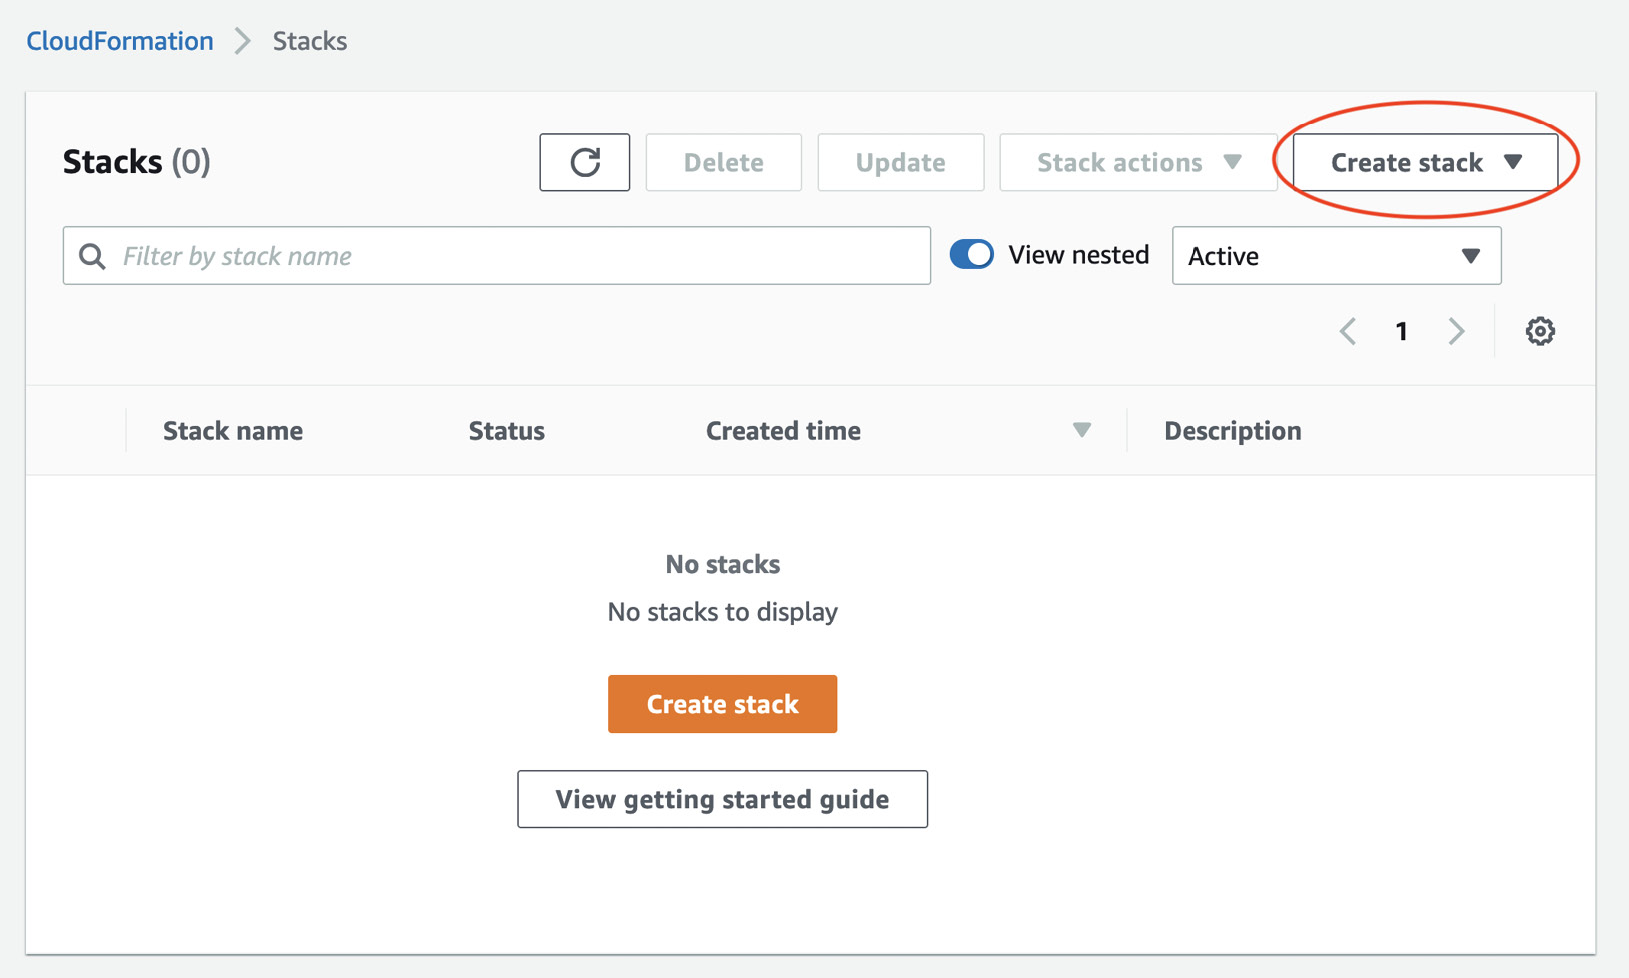 CloudFormation > Stacks
Stacks (0) Delete Update Stack actions Create stack
Filter by stack name View nested Active
1
Stack name Status Created time Description
No stacks
No stacks to display
Create stack
View getting started guide